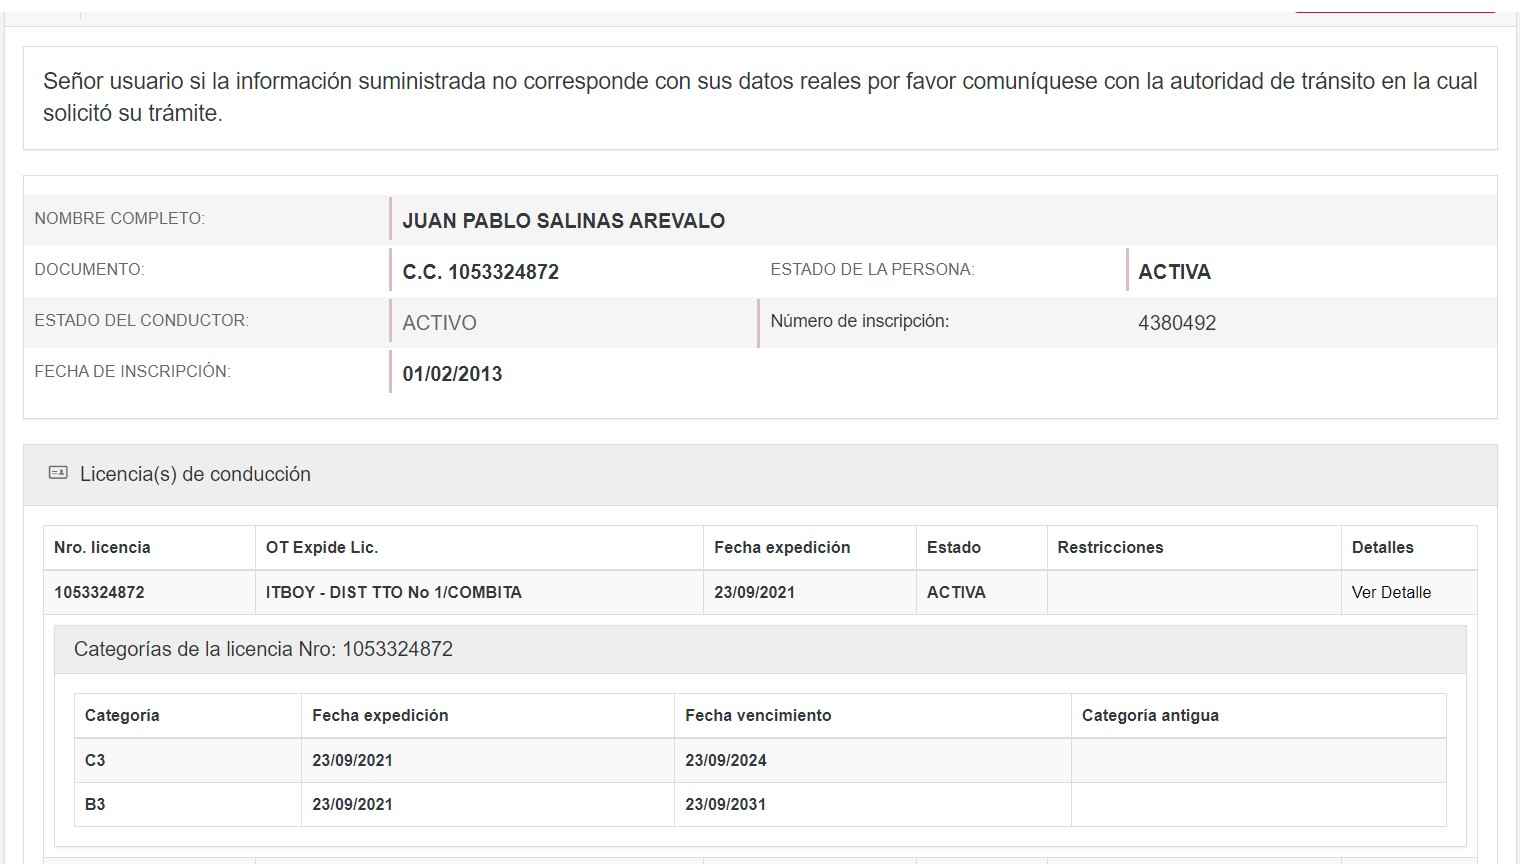 Señor usuario si la información suministrada no corresponde con sus datos reales por favor comuníquese con la autoridad de tránsito en la cual
solicitó su trámite.
NOMBRE COMPLETO: JUAN PABLO SALINAS AREVALO
DOCUMENTO: C.C. 1053324872 ESTADO DE LA PERSONA: ACTIVA
ESTADO DEL CONDUCTOR: ACTIVO Número de inscripción: 4380492
FECHA DE INSCRIPCIÓN: 01/02/2013
Licencia(s) de conducción
Nro. licencia OT Expide Lic. Fecha expedición Estado Restricciones Detalles
1053324872 ITBOY - DIST TTO No 1/COMBITA 23/09/2021 ACTIVA Ver Detalle
Categorías de la licencia Nro: 1053324872
Categoría Fecha expedición Fecha vencimiento Categoría antigua
C3 23/09/2021 23/09/2024
B3 23/09/2021 23/09/2031